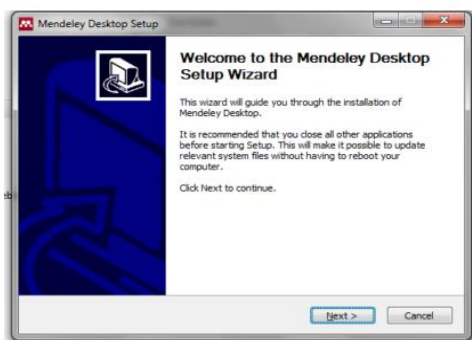 Mendeley Desktop Setup
Welcome to the Mendeley Desktop
Setup Wizard
This wizard will guide you through the installation of
Mendeley Desktop.
It is recommended that you close all other applications
before starting Setup. This will make it possible to update
relevant system files without having to reboot your
computer.
Click Next to continue.
eb
Next >
Cancel